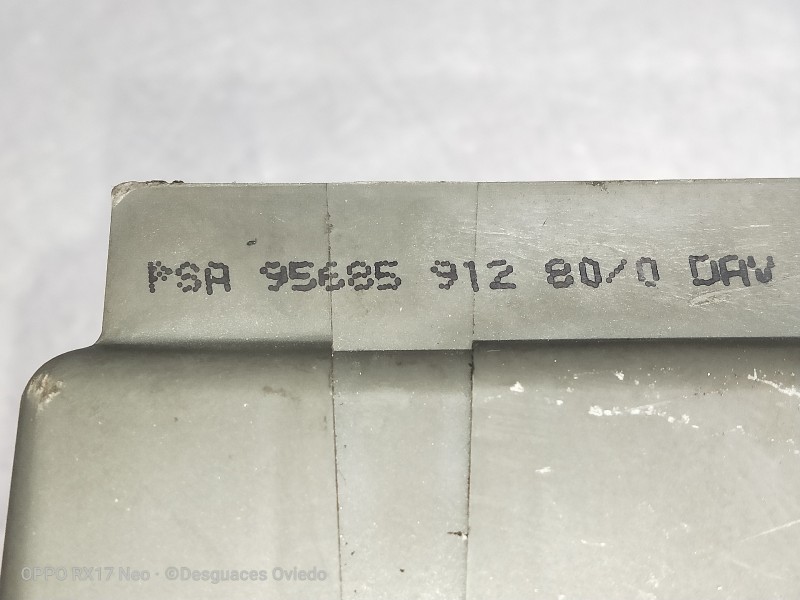 PSA 95685 912 80/0 DAV
OPPO RX17 Neo · ©Desguaces Oviedo